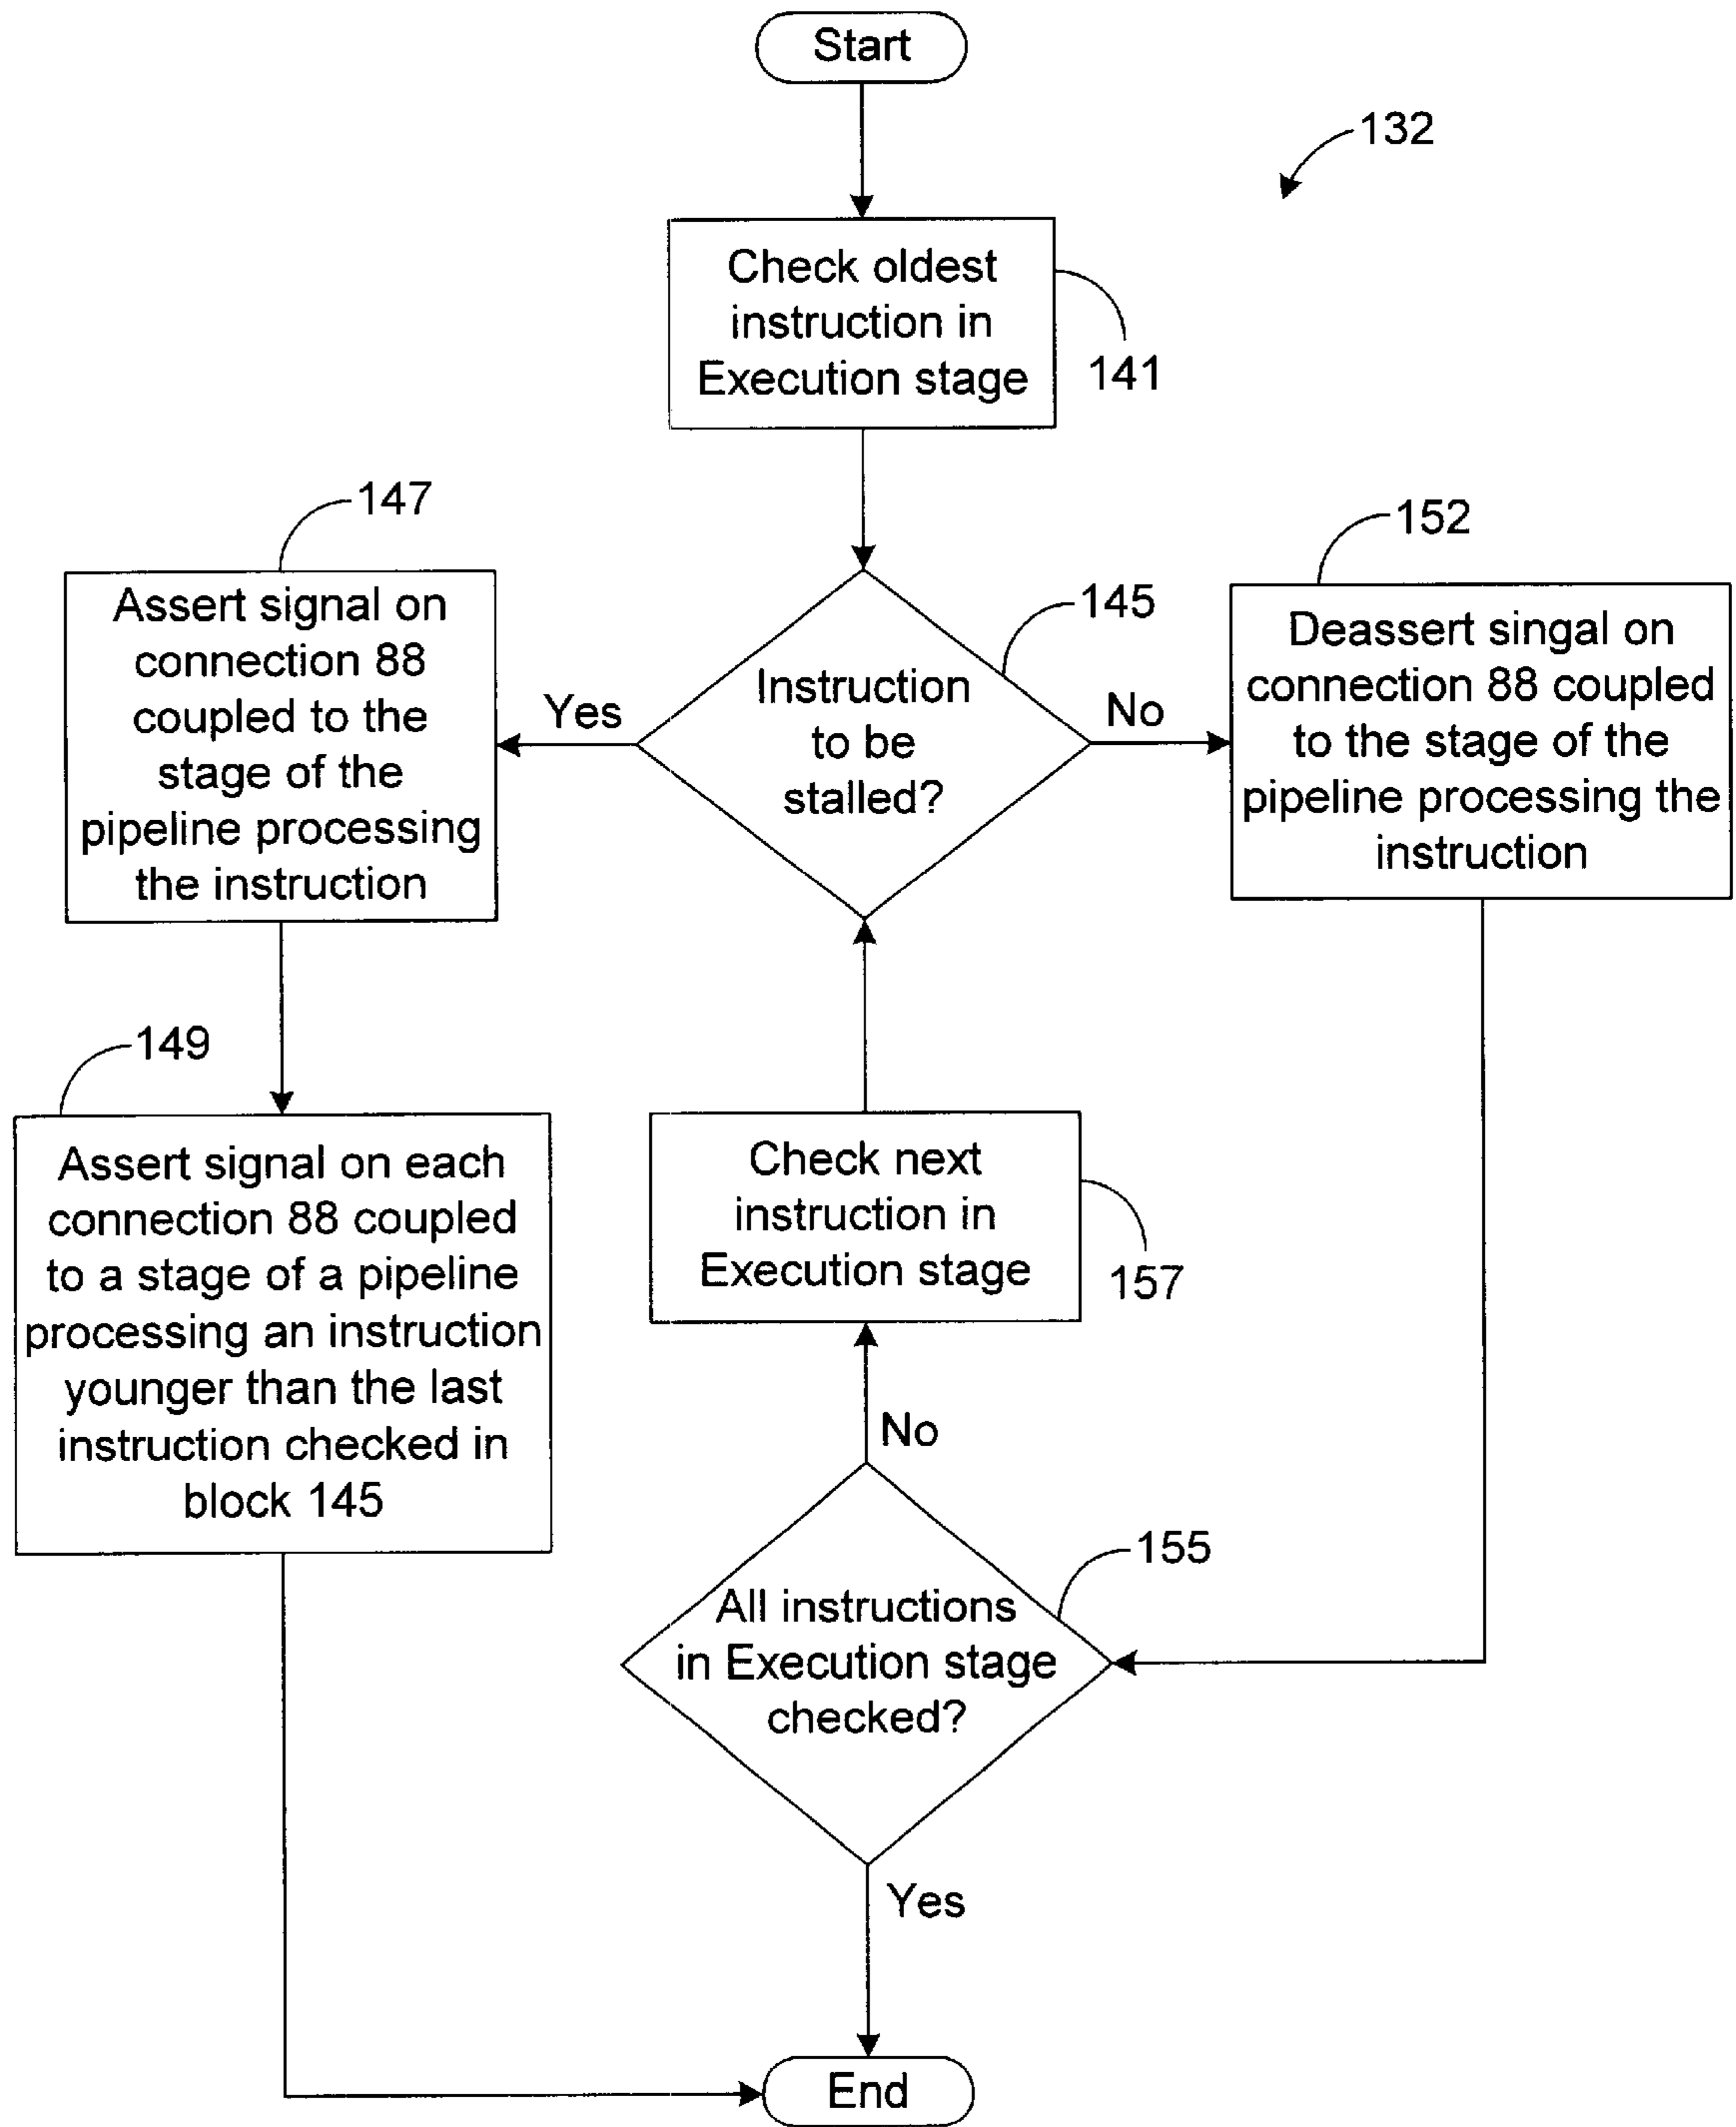 Start
132
Check oldest
instruction in
Execution stage
141
147
152
Assert signal on
connection 88
coupled to the
stage of the
pipeline processing
the instruction
145
Instruction
to be
stalled?
Yes
No
Deassert singal on
connection 88 coupled
to the stage of the
pipeline processing the
instruction
149
Assert signal on each
connection 88 coupled
to a stage of a pipeline
processing an instruction
younger than the last
instruction checked in
block 145
Check next
instruction in
Execution stage
157
No
155
All instructions
in Execution stage
checked?
Yes
End